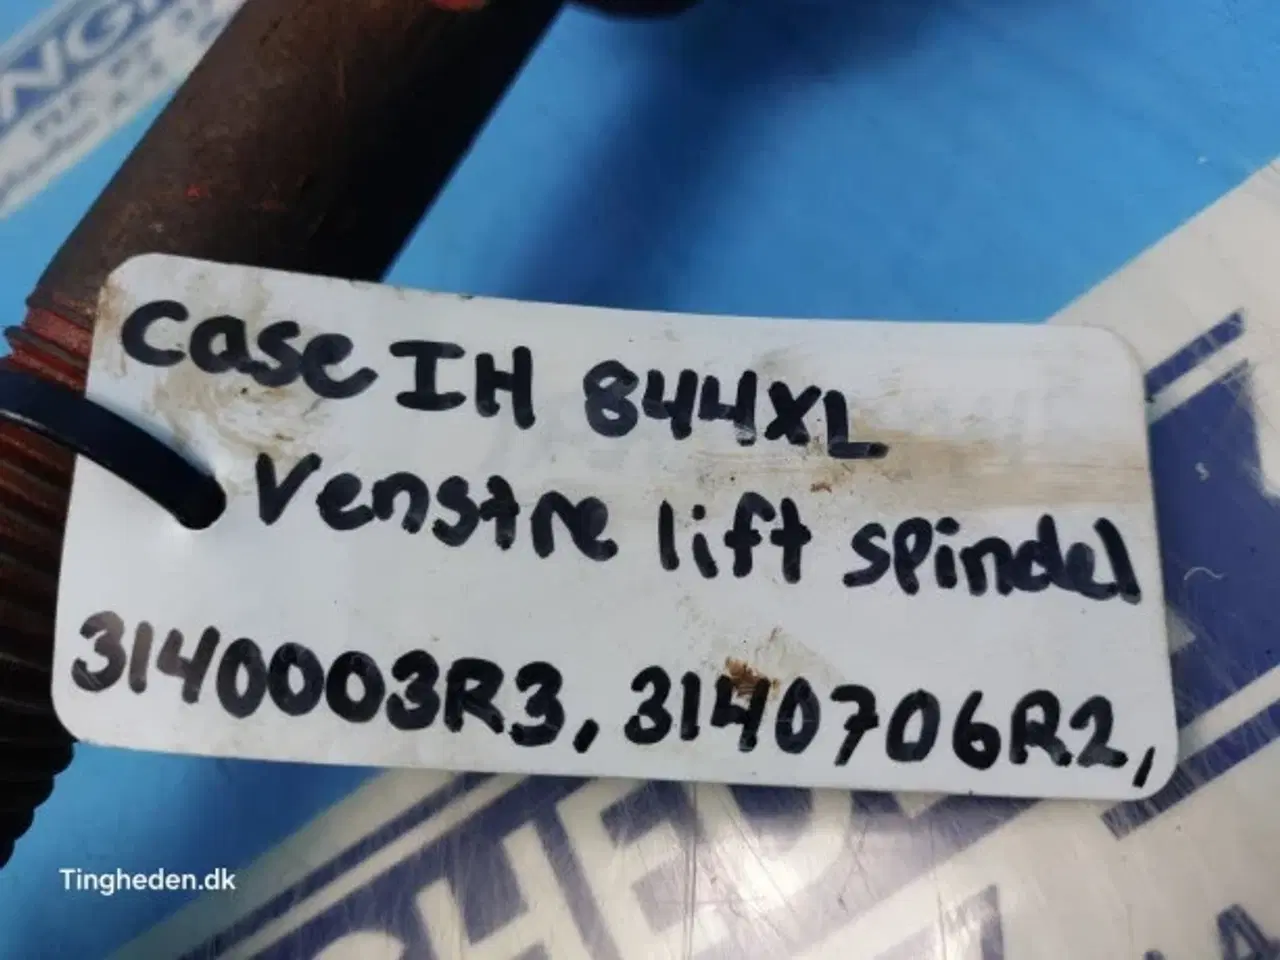 Case IH 844XL
Venstre lift spindel
3140003R3, 3140706R2,
Tingheden.dk